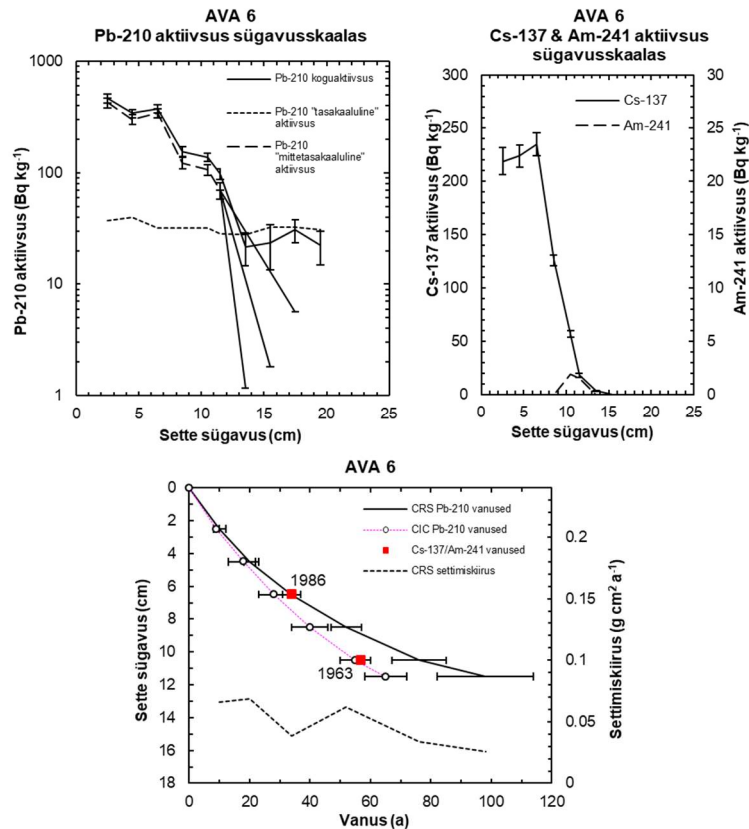 AVA 6
Pb-210 aktiivsus sügavusskaalas
1000
100
10
1
Pb-210 aktiivsus (Bq kg-1)
Pb-210 koguaktiivsus
Pb-210 "tasakaaluline"
aktiivsus
Pb-210 "mittetasakaaluline"
aktiivsus
0 5 10 15 20 25
Sette sügavus (cm)
AVA 6
Cs-137 & Am-241 aktiivsus
sügavusskaalas
300
250
200
150
100
50
0
Cs-137 aktiivsus (Bq kg-1)
Cs-137
Am-241
30
25
20
15
10
5
0
Am-241 aktiivsus (Bq kg-1)
0 5 10 15 20 25
Sette sügavus (cm)
AVA 6
0
2
4
6
8
10
12
14
16
18
Sette sügavus (cm)
CRS Pb-210 vanused
CIC Pb-210 vanused
Cs-137/Am-241 vanused
CRS settimiskiirus
1986
1963
0.2
0.15
0.1
0.05
0
Settimiskiirus (g cm2 a-1)
0 20 40 60 80 100 120
Vanus (a)